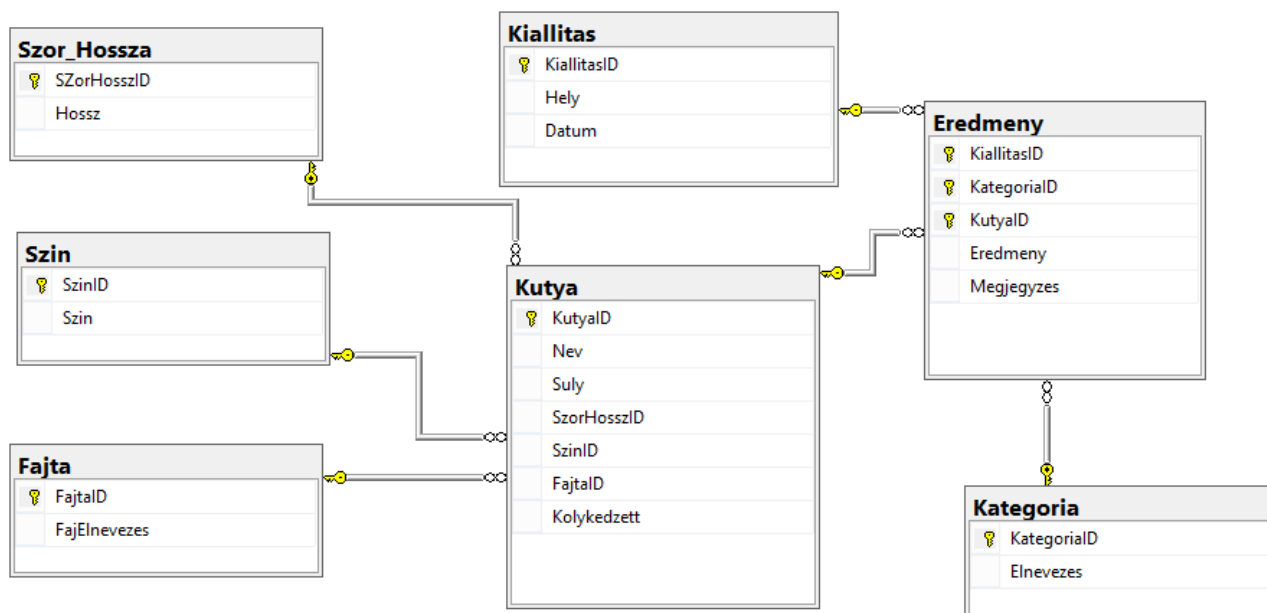 Szor_Hossza
SZorHosszID
Hossz
Kiallitas
KiallitasID
Hely
Datum
Eredmeny
KiallitasID
KategoriaID
KutyaID
Eredmeny
Megjegyzes
Szin
SzinID
Szin
Kutya
KutyaID
Nev
Suly
SzorHosszID
SzinID
FajtaID
Kolykedzett
Fajta
FajtaID
FajElnevezes
Kategoria
KategoriaID
Elnevezes